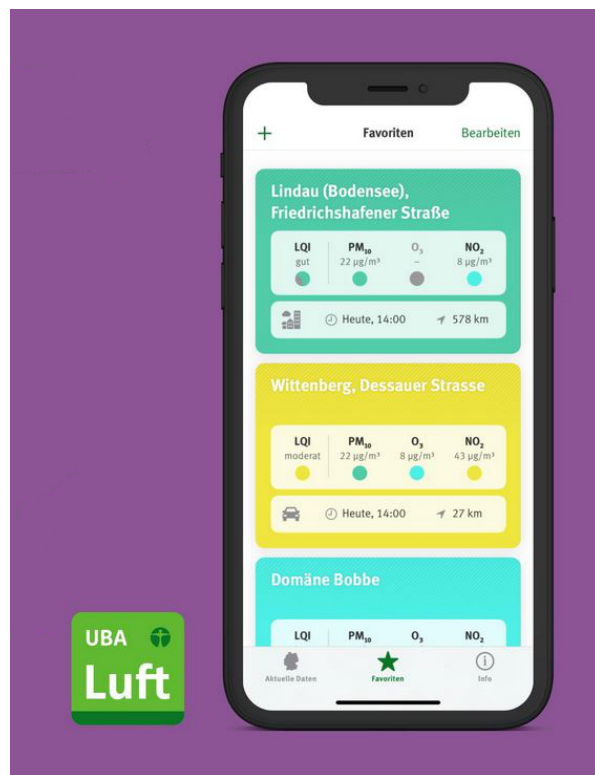 + Favoriten Bearbeiten
Lindau (Bodensee),
Friedrichshafener Straße
LQI PM₁₀ O₃ NO₂
gut 22 µg/m³ – 8 µg/m³
Heute, 14:00 578 km
Wittenberg, Dessauer Strasse
LQI PM₁₀ O₃ NO₂
moderat 22 µg/m³ 8 µg/m³ 43 µg/m³
Heute, 14:00 27 km
Domäne Bobbe
LQI PM₁₀ O₃ NO₂
Aktuelle Daten Favoriten Info
UBA
Luft